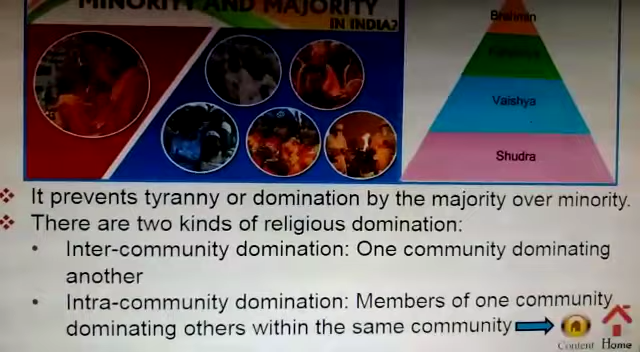 MINORITY AND MAJORITY
IN INDIA?
Brahmin
Vaishya
Shudra
It prevents tyranny or domination by the majority over minority.
There are two kinds of religious domination:
Inter-community domination: One community dominating
another
Intra-community domination: Members of one community
dominating others within the same community
Content Home